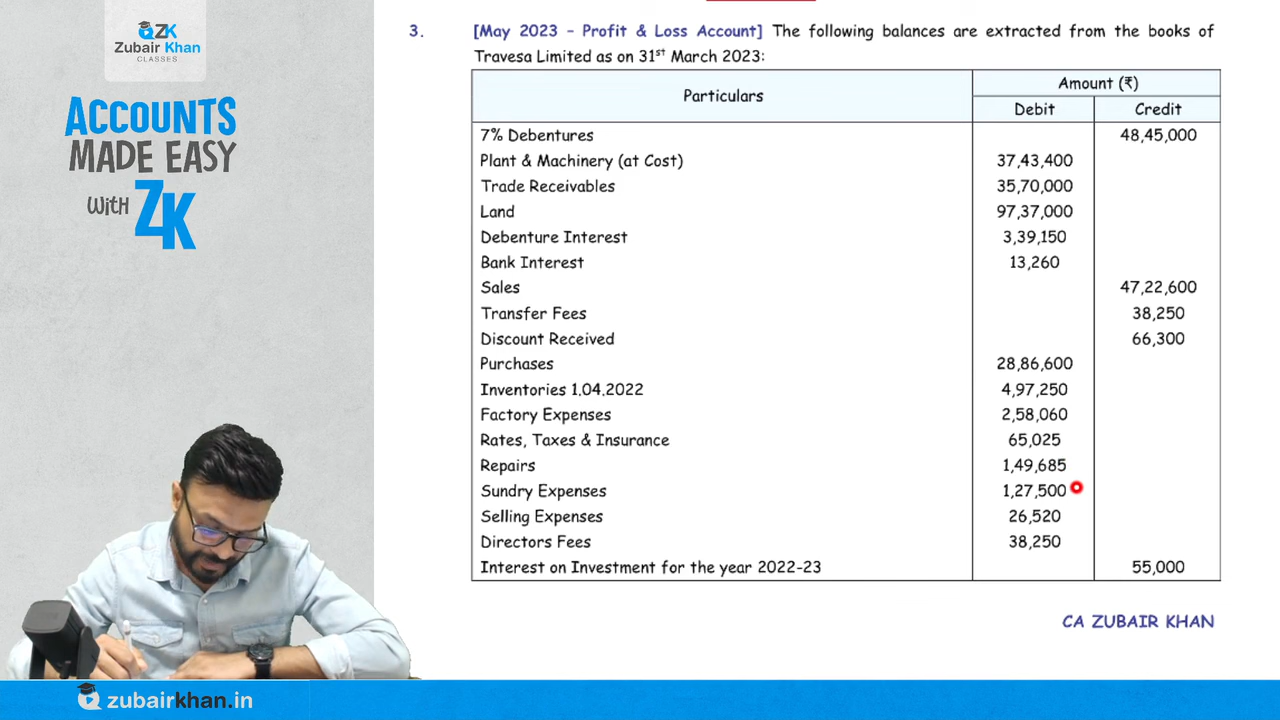 ZK
Zubair Khan
CLASSES
ACCOUNTS
MADE EASY
WITH ZK
3. [May 2023 – Profit & Loss Account] The following balances are extracted from the books of
Travesa Limited as on 31st March 2023:
Particulars Amount (₹)
Debit Credit
7% Debentures 48,45,000
Plant & Machinery (at Cost) 37,43,400
Trade Receivables 35,70,000
Land 97,37,000
Debenture Interest 3,39,150
Bank Interest 13,260
Sales 47,22,600
Transfer Fees 38,250
Discount Received 66,300
Purchases 28,86,600
Inventories 1.04.2022 4,97,250
Factory Expenses 2,58,060
Rates, Taxes & Insurance 65,025
Repairs 1,49,685
Sundry Expenses 1,27,500
Selling Expenses 26,520
Directors Fees 38,250
Interest on Investment for the year 2022-23 55,000
CA ZUBAIR KHAN
zubairkhan.in